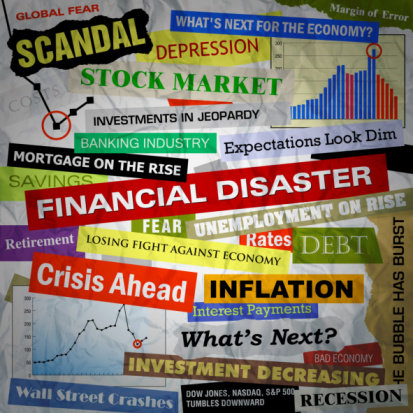 GLOBAL FEAR
Margin of Error
WHAT'S NEXT FOR THE ECONOMY?
SCANDAL
DEPRESSION
STOCK MARKET
COSTS
INVESTMENTS IN JEOPARDY
BANKING INDUSTRY
Expectations Look Dim
MORTGAGE ON THE RISE
SAVINGS
FINANCIAL DISASTER
FEAR
UNEMPLOYMENT ON RISE
Retirement
LOSING FIGHT AGAINST ECONOMY
Rates
DEBT
Crisis Ahead
INFLATION
Interest Payments
What's Next?
BAD ECONOMY
INVESTMENT DECREASING
HE BUBBLE HAS BURST
Wall Street Crashes
DOW JONES, NASDAQ, S&P 500
TUMBLES DOWNWARD
RECESSION